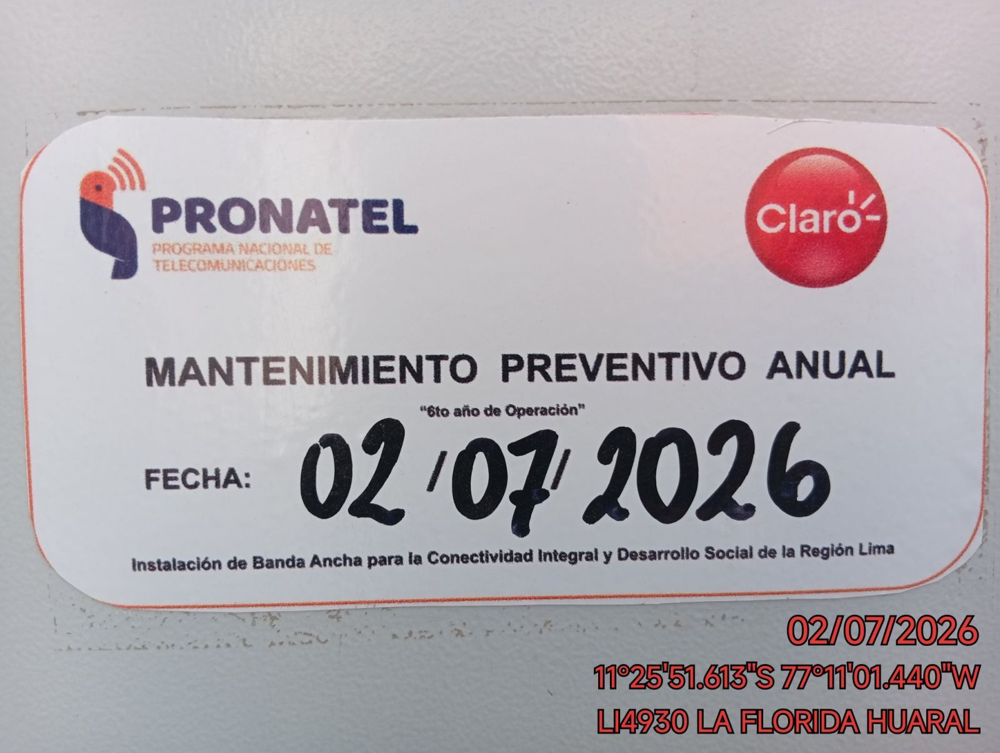 PRONATEL
PROGRAMA NACIONAL DE
TELECOMUNICACIONES
Claro
MANTENIMIENTO PREVENTIVO ANUAL
"6to año de Operación"
FECHA: 02/07/2026
Instalación de Banda Ancha para la Conectividad Integral y Desarrollo Social de la Región Lima
02/07/2026
11°25'51.613"S 77°11'01.440"W
LI4930 LA FLORIDA HUARAL